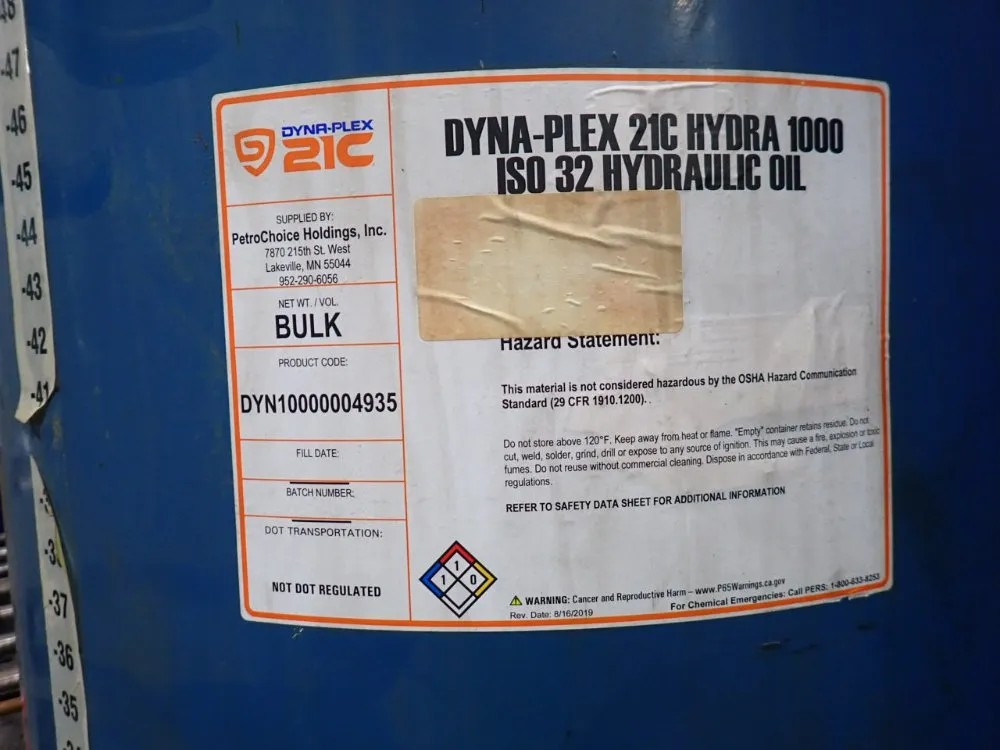 48
-47
-46
-45
-44
-43
-42
-41
-37
-36
-35
DYNA-PLEX
21C
SUPPLIED BY:
PetroChoice Holdings, Inc.
7870 215th St. West
Lakeville, MN 55044
952-290-6056
NET WT. / VOL.
BULK
PRODUCT CODE:
DYN10000004935
FILL DATE:
BATCH NUMBER:
DOT TRANSPORTATION:
NOT DOT REGULATED
DYNA-PLEX 21C HYDRA 1000
ISO 32 HYDRAULIC OIL
Hazard Statement:
This material is not considered hazardous by the OSHA Hazard Communication
Standard (29 CFR 1910.1200). .
Do not store above 120°F. Keep away from heat or flame. "Empty" container retains residue. Do not
cut, weld, solder, grind, drill or expose to any source of ignition. This may cause a fire, explosion or toxic
fumes. Do not reuse without commercial cleaning. Dispose in accordance with Federal, State or Local
regulations.
REFER TO SAFETY DATA SHEET FOR ADDITIONAL INFORMATION
1
1 0
WARNING: Cancer and Reproductive Harm – www.P65Warnings.ca.gov
Rev. Date: 8/16/2019
For Chemical Emergencies: Call PERS: 1-800-633-8253